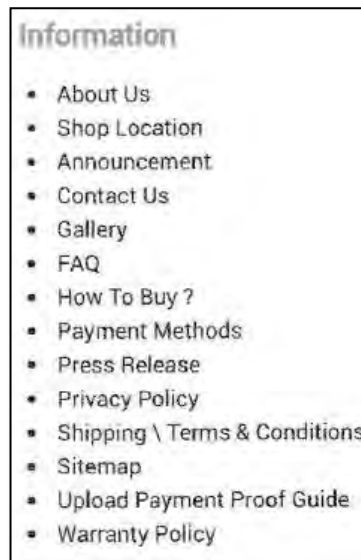 Information
• About Us
• Shop Location
• Announcement
• Contact Us
• Gallery
• FAQ
• How To Buy ?
• Payment Methods
• Press Release
• Privacy Policy
• Shipping \ Terms & Conditions
• Sitemap
• Upload Payment Proof Guide
• Warranty Policy